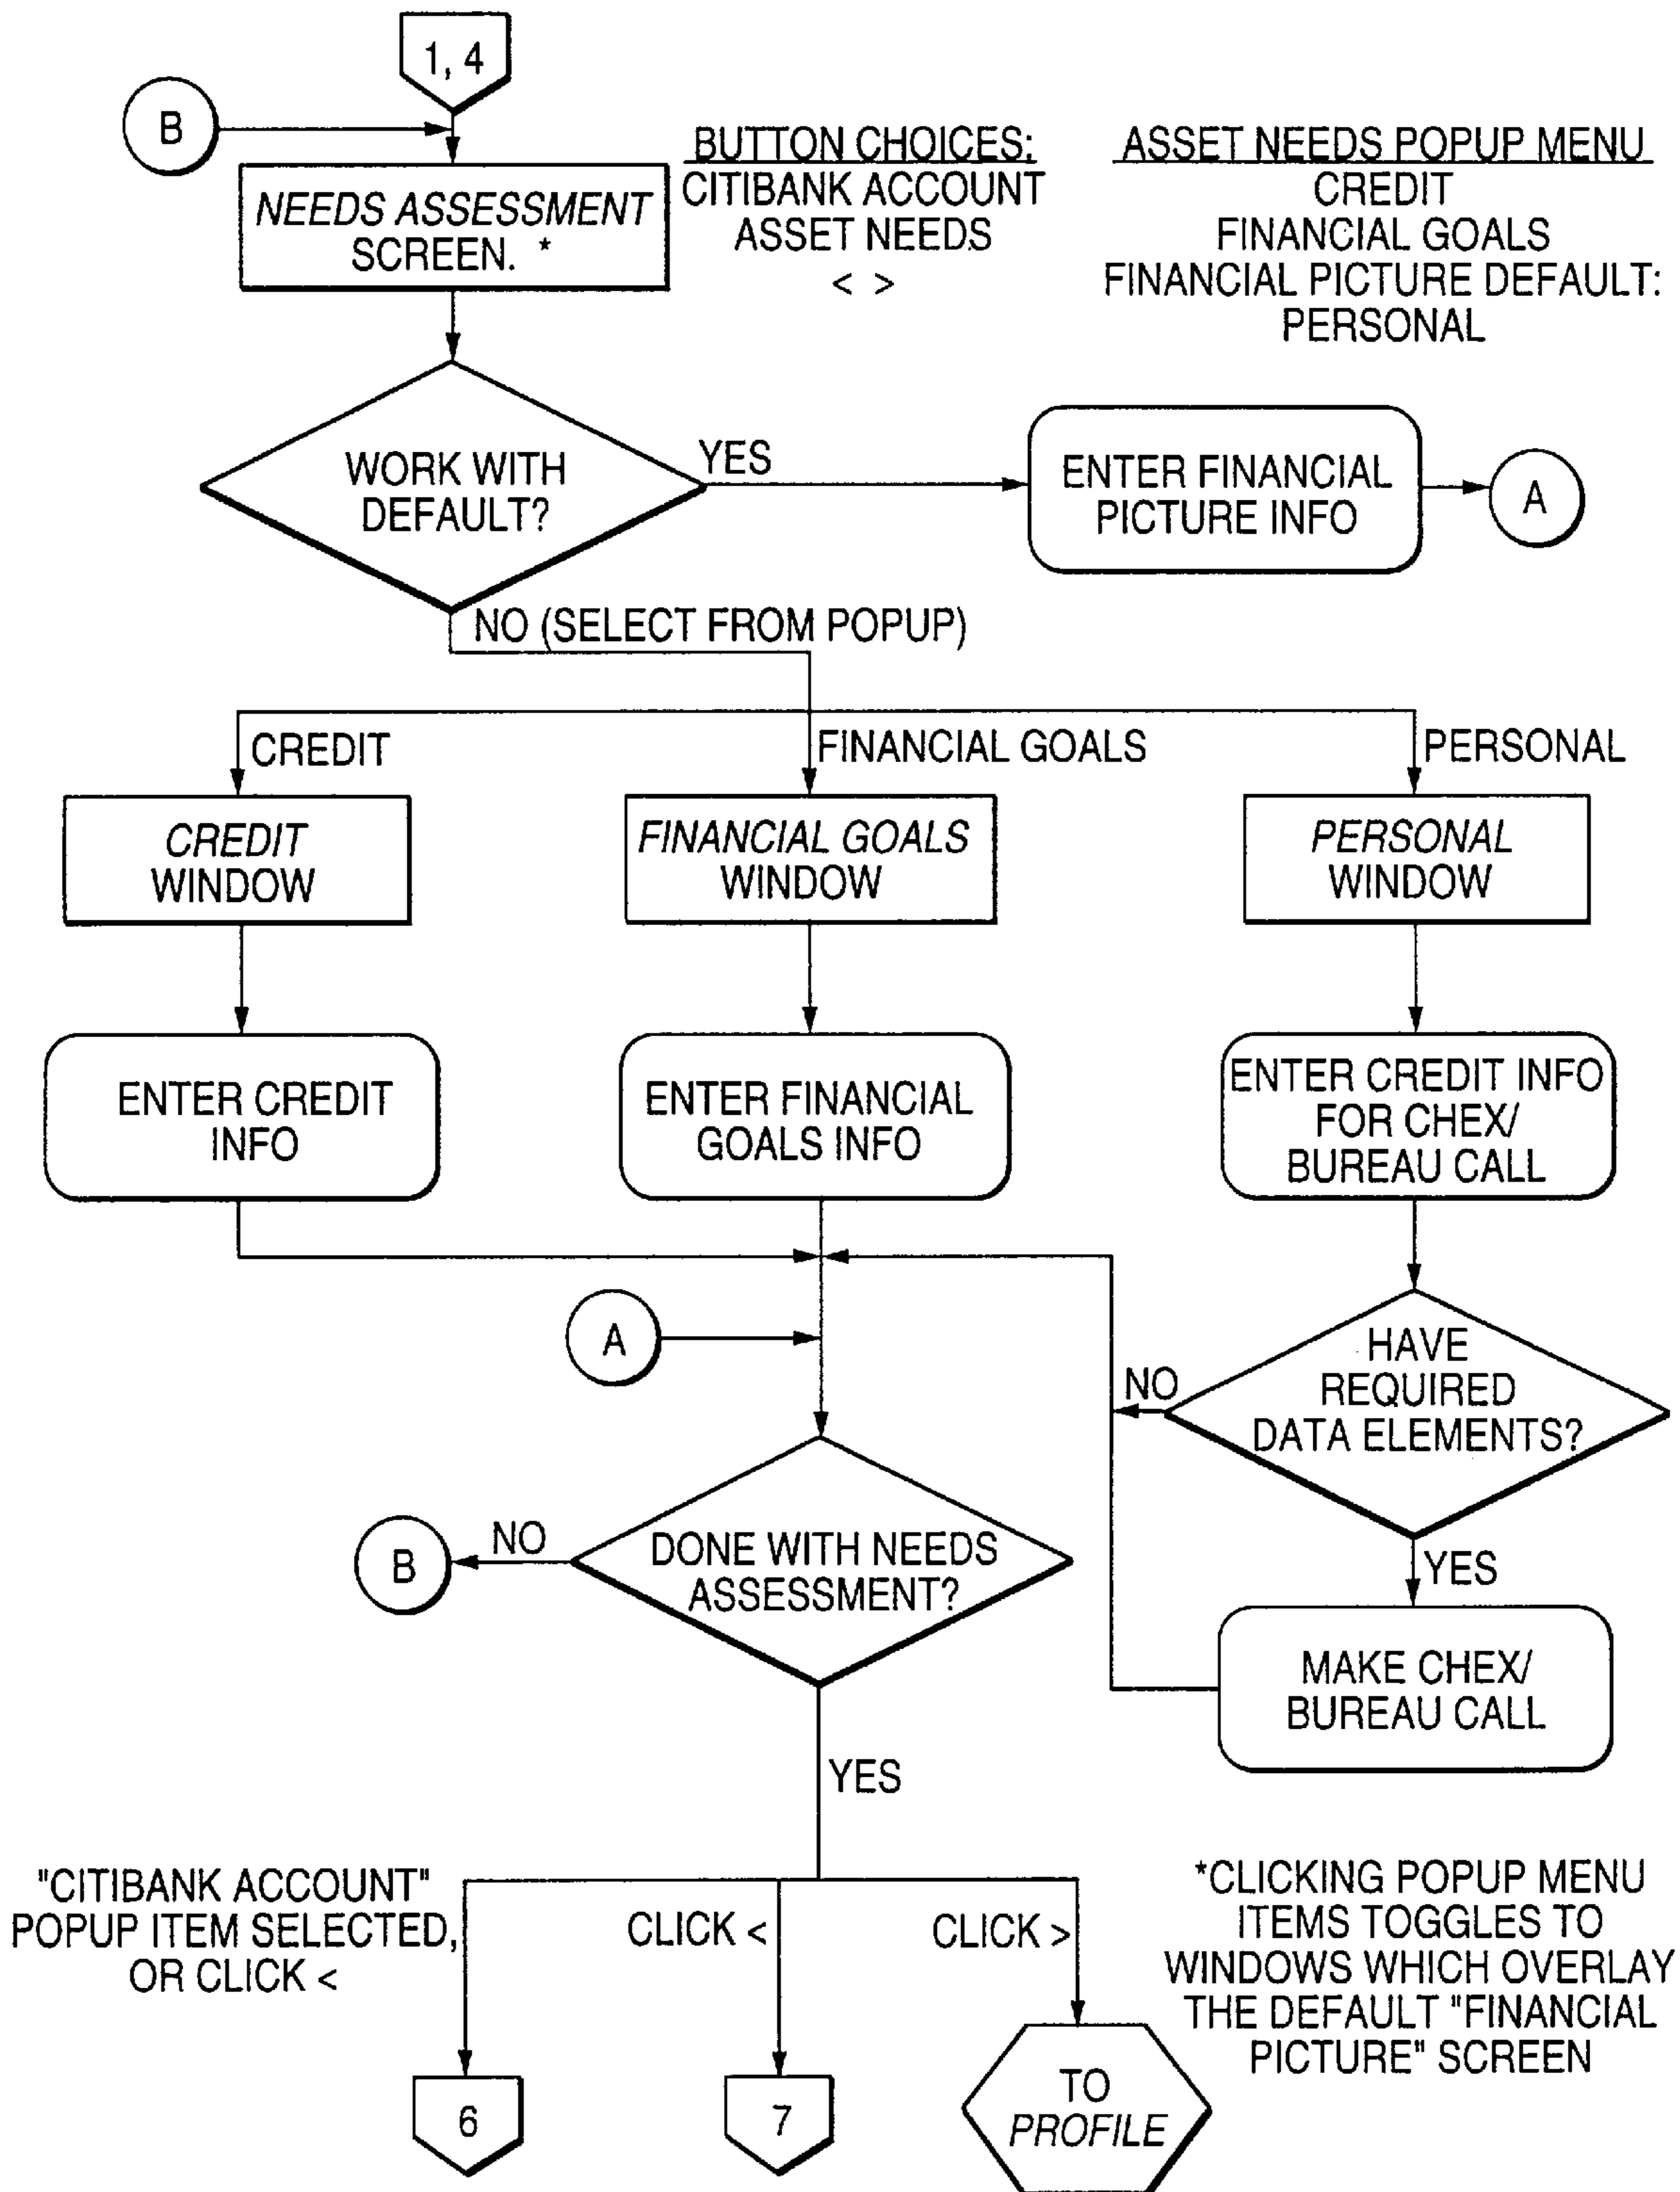 1, 4
B
NEEDS ASSESSMENT
SCREEN. *
BUTTON CHOICES:
CITIBANK ACCOUNT
ASSET NEEDS
< >
ASSET NEEDS POPUP MENU
CREDIT
FINANCIAL GOALS
FINANCIAL PICTURE DEFAULT:
PERSONAL
WORK WITH
DEFAULT?
YES
ENTER FINANCIAL
PICTURE INFO
A
NO (SELECT FROM POPUP)
CREDIT
FINANCIAL GOALS
PERSONAL
CREDIT
WINDOW
FINANCIAL GOALS
WINDOW
PERSONAL
WINDOW
ENTER CREDIT
INFO
ENTER FINANCIAL
GOALS INFO
ENTER CREDIT INFO
FOR CHEX/
BUREAU CALL
A
HAVE
REQUIRED
DATA ELEMENTS?
NO
YES
B
NO
DONE WITH NEEDS
ASSESSMENT?
MAKE CHEX/
BUREAU CALL
YES
"CITIBANK ACCOUNT"
POPUP ITEM SELECTED,
OR CLICK <
CLICK <
CLICK >
*CLICKING POPUP MENU
ITEMS TOGGLES TO
WINDOWS WHICH OVERLAY
THE DEFAULT "FINANCIAL
PICTURE" SCREEN
6
7
TO
PROFILE